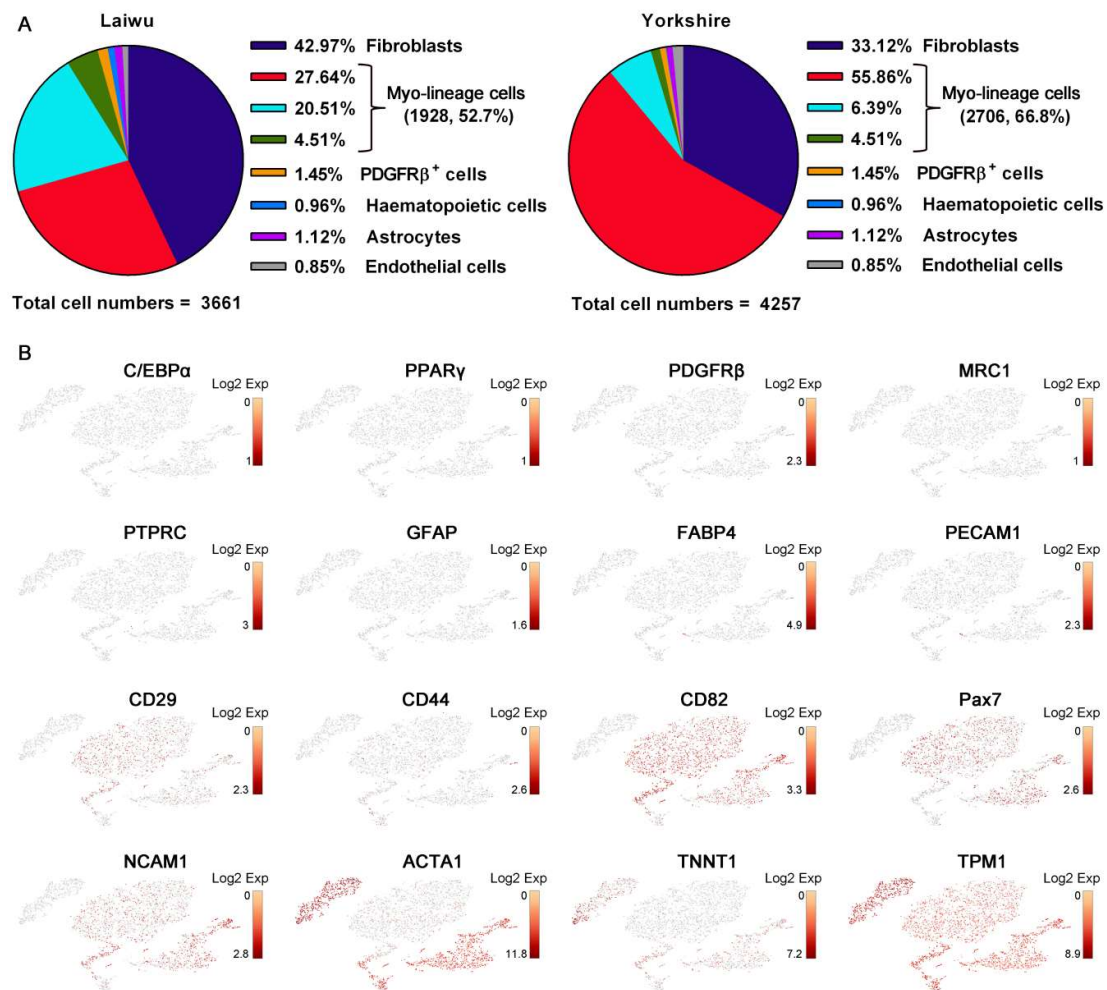 A
Laiwu
42.97% Fibroblasts
27.64%
20.51%
4.51%
Myo-lineage cells
(1928, 52.7%)
1.45% PDGFRβ+ cells
0.96% Haematopoietic cells
1.12% Astrocytes
0.85% Endothelial cells
Total cell numbers = 3661
Yorkshire
33.12% Fibroblasts
55.86%
6.39%
4.51%
Myo-lineage cells
(2706, 66.8%)
1.45% PDGFRβ+ cells
0.96% Haematopoietic cells
1.12% Astrocytes
0.85% Endothelial cells
Total cell numbers = 4257
B
C/EBPα
Log2 Exp
0
1
PPARγ
Log2 Exp
0
1
PDGFRβ
Log2 Exp
0
2.3
MRC1
Log2 Exp
0
1
PTPRC
Log2 Exp
0
3
GFAP
Log2 Exp
0
1.6
FABP4
Log2 Exp
0
4.9
PECAM1
Log2 Exp
0
2.3
CD29
Log2 Exp
0
2.3
CD44
Log2 Exp
0
2.6
CD82
Log2 Exp
0
3.3
Pax7
Log2 Exp
0
2.6
NCAM1
Log2 Exp
0
2.8
ACTA1
Log2 Exp
0
11.8
TNNT1
Log2 Exp
0
7.2
TPM1
Log2 Exp
0
8.9